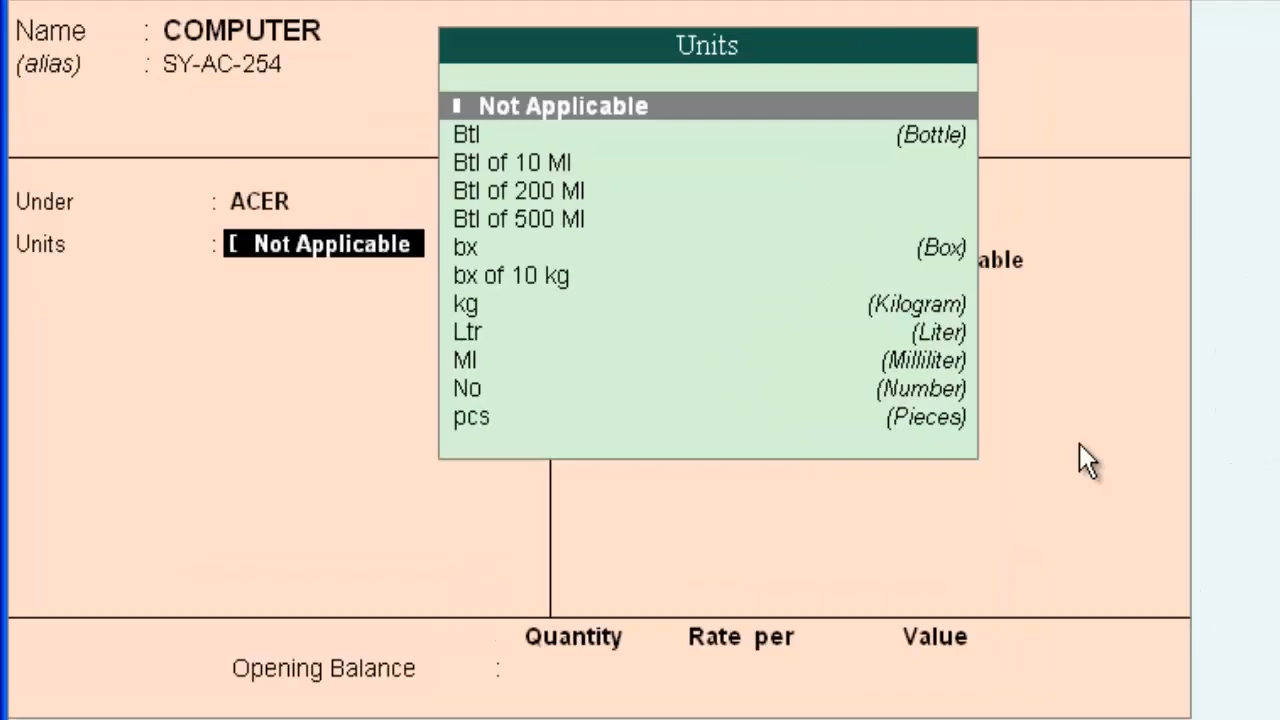 Name : COMPUTER
(alias) : SY-AC-254
Under : ACER
Units : [ Not Applicable
Units
Not Applicable
Btl (Bottle)
Btl of 10 Ml
Btl of 200 Ml
Btl of 500 Ml
bx (Box)
bx of 10 kg
kg (Kilogram)
Ltr (Liter)
Ml (Milliliter)
No (Number)
pcs (Pieces)
able
Quantity Rate per Value
Opening Balance :